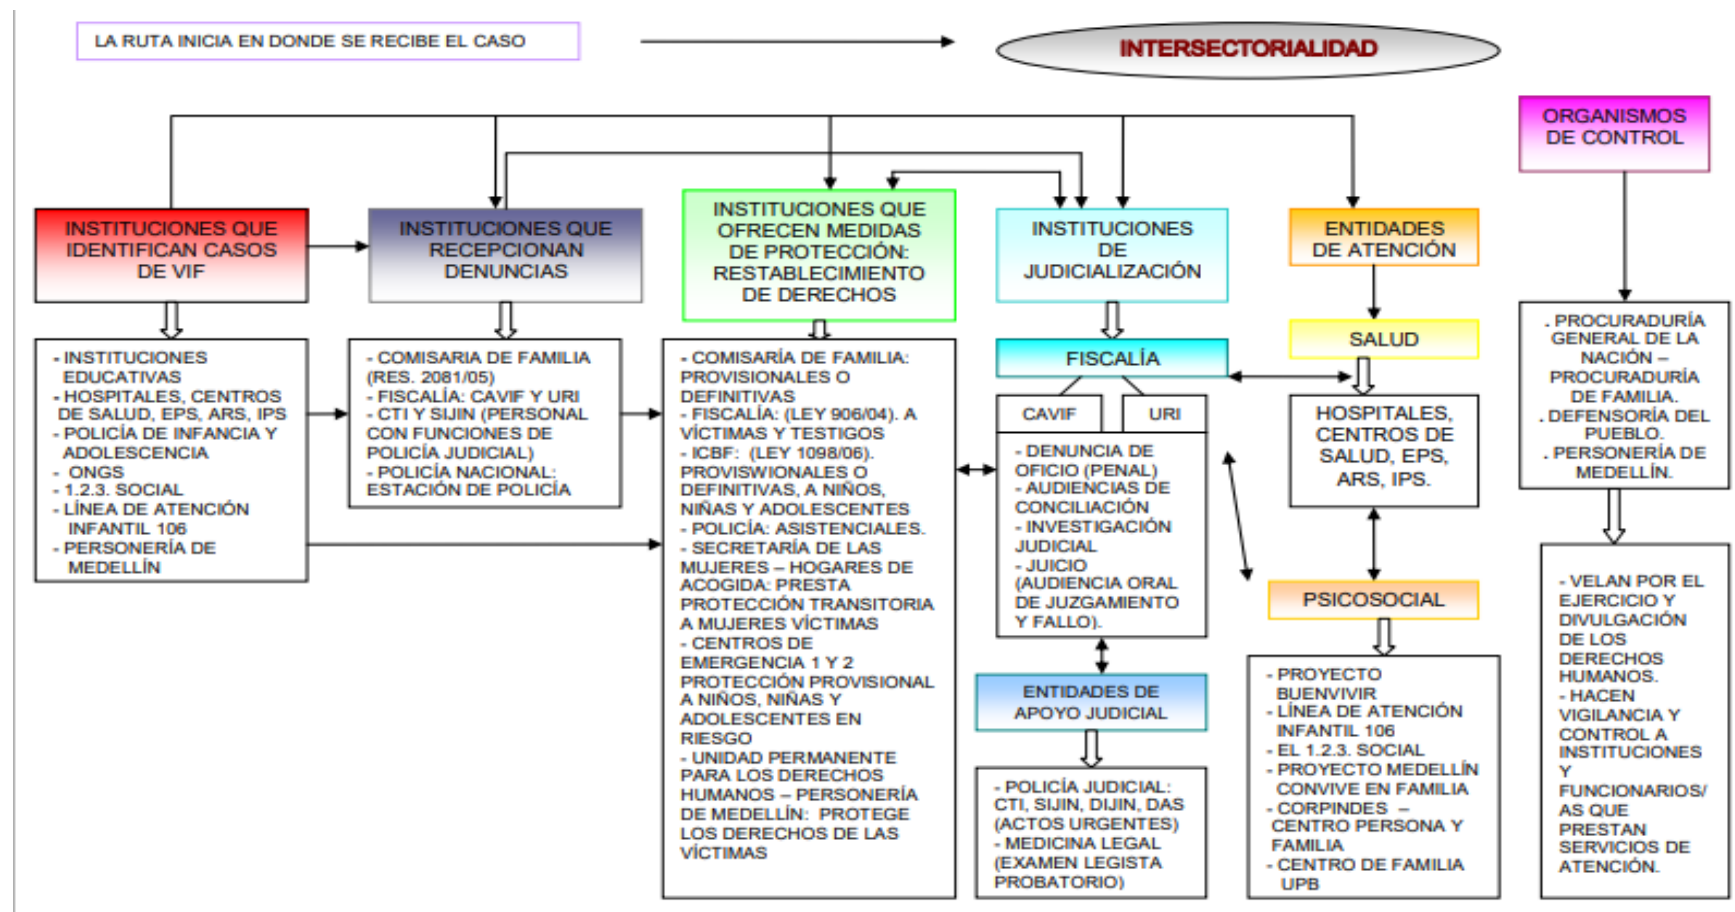 LA RUTA INICIA EN DONDE SE RECIBE EL CASO
INTERSECTORIALIDAD
ORGANISMOS
DE CONTROL
INSTITUCIONES QUE
IDENTIFICAN CASOS
DE VIF
INSTITUCIONES QUE
RECEPCIONAN
DENUNCIAS
INSTITUCIONES QUE
OFRECEN MEDIDAS
DE PROTECCIÓN:
RESTABLECIMIENTO
DE DERECHOS
INSTITUCIONES
DE
JUDICIALIZACIÓN
ENTIDADES
DE ATENCIÓN
- INSTITUCIONES
EDUCATIVAS
- HOSPITALES, CENTROS
DE SALUD, EPS, ARS, IPS
- POLICÍA DE INFANCIA Y
ADOLESCENCIA
- ONGS
- 1.2.3. SOCIAL
- LÍNEA DE ATENCIÓN
INFANTIL 106
- PERSONERÍA DE
MEDELLÍN
- COMISARIA DE FAMILIA
(RES. 2081/05)
- FISCALÍA: CAVIF Y URI
- CTI Y SIJIN (PERSONAL
CON FUNCIONES DE
POLICÍA JUDICIAL)
- POLICÍA NACIONAL:
ESTACIÓN DE POLICÍA
- COMISARÍA DE FAMILIA:
PROVISIONALES O
DEFINITIVAS
- FISCALÍA: (LEY 906/04). A
VÍCTIMAS Y TESTIGOS
- ICBF: (LEY 1098/06).
PROVISWIONALES O
DEFINITIVAS, A NIÑOS,
NIÑAS Y ADOLESCENTES
- POLICÍA: ASISTENCIALES.
- SECRETARÍA DE LAS
MUJERES – HOGARES DE
ACOGIDA: PRESTA
PROTECCIÓN TRANSITORIA
A MUJERES VÍCTIMAS
- CENTROS DE
EMERGENCIA 1 Y 2
PROTECCIÓN PROVISIONAL
A NIÑOS, NIÑAS Y
ADOLESCENTES EN
RIESGO
- UNIDAD PERMANENTE
PARA LOS DERECHOS
HUMANOS – PERSONERÍA
DE MEDELLÍN: PROTEGE
LOS DERECHOS DE LAS
VÍCTIMAS
FISCALÍA
CAVIF
URI
- DENUNCIA DE
OFICIO (PENAL)
- AUDIENCIAS DE
CONCILIACIÓN
- INVESTIGACIÓN
JUDICIAL
- JUICIO
(AUDIENCIA ORAL
DE JUZGAMIENTO
Y FALLO).
ENTIDADES DE
APOYO JUDICIAL
- POLICÍA JUDICIAL:
CTI, SIJIN, DIJIN, DAS
(ACTOS URGENTES)
- MEDICINA LEGAL
(EXAMEN LEGISTA
PROBATORIO)
SALUD
HOSPITALES,
CENTROS DE
SALUD, EPS,
ARS, IPS.
PSICOSOCIAL
- PROYECTO
BUENVIVIR
- LÍNEA DE ATENCIÓN
INFANTIL 106
- EL 1.2.3. SOCIAL
- PROYECTO MEDELLÍN
CONVIVE EN FAMILIA
- CORPINDES –
CENTRO PERSONA Y
FAMILIA
- CENTRO DE FAMILIA
UPB
. PROCURADURÍA
GENERAL DE LA
NACIÓN –
PROCURADURÍA
DE FAMILIA.
. DEFENSORÍA DEL
PUEBLO.
. PERSONERÍA DE
MEDELLÍN.
- VELAN POR EL
EJERCICIO Y
DIVULGACIÓN
DE LOS
DERECHOS
HUMANOS.
- HACEN
VIGILANCIA Y
CONTROL A
INSTITUCIONES
Y
FUNCIONARIOS/
AS QUE
PRESTAN
SERVICIOS DE
ATENCIÓN.